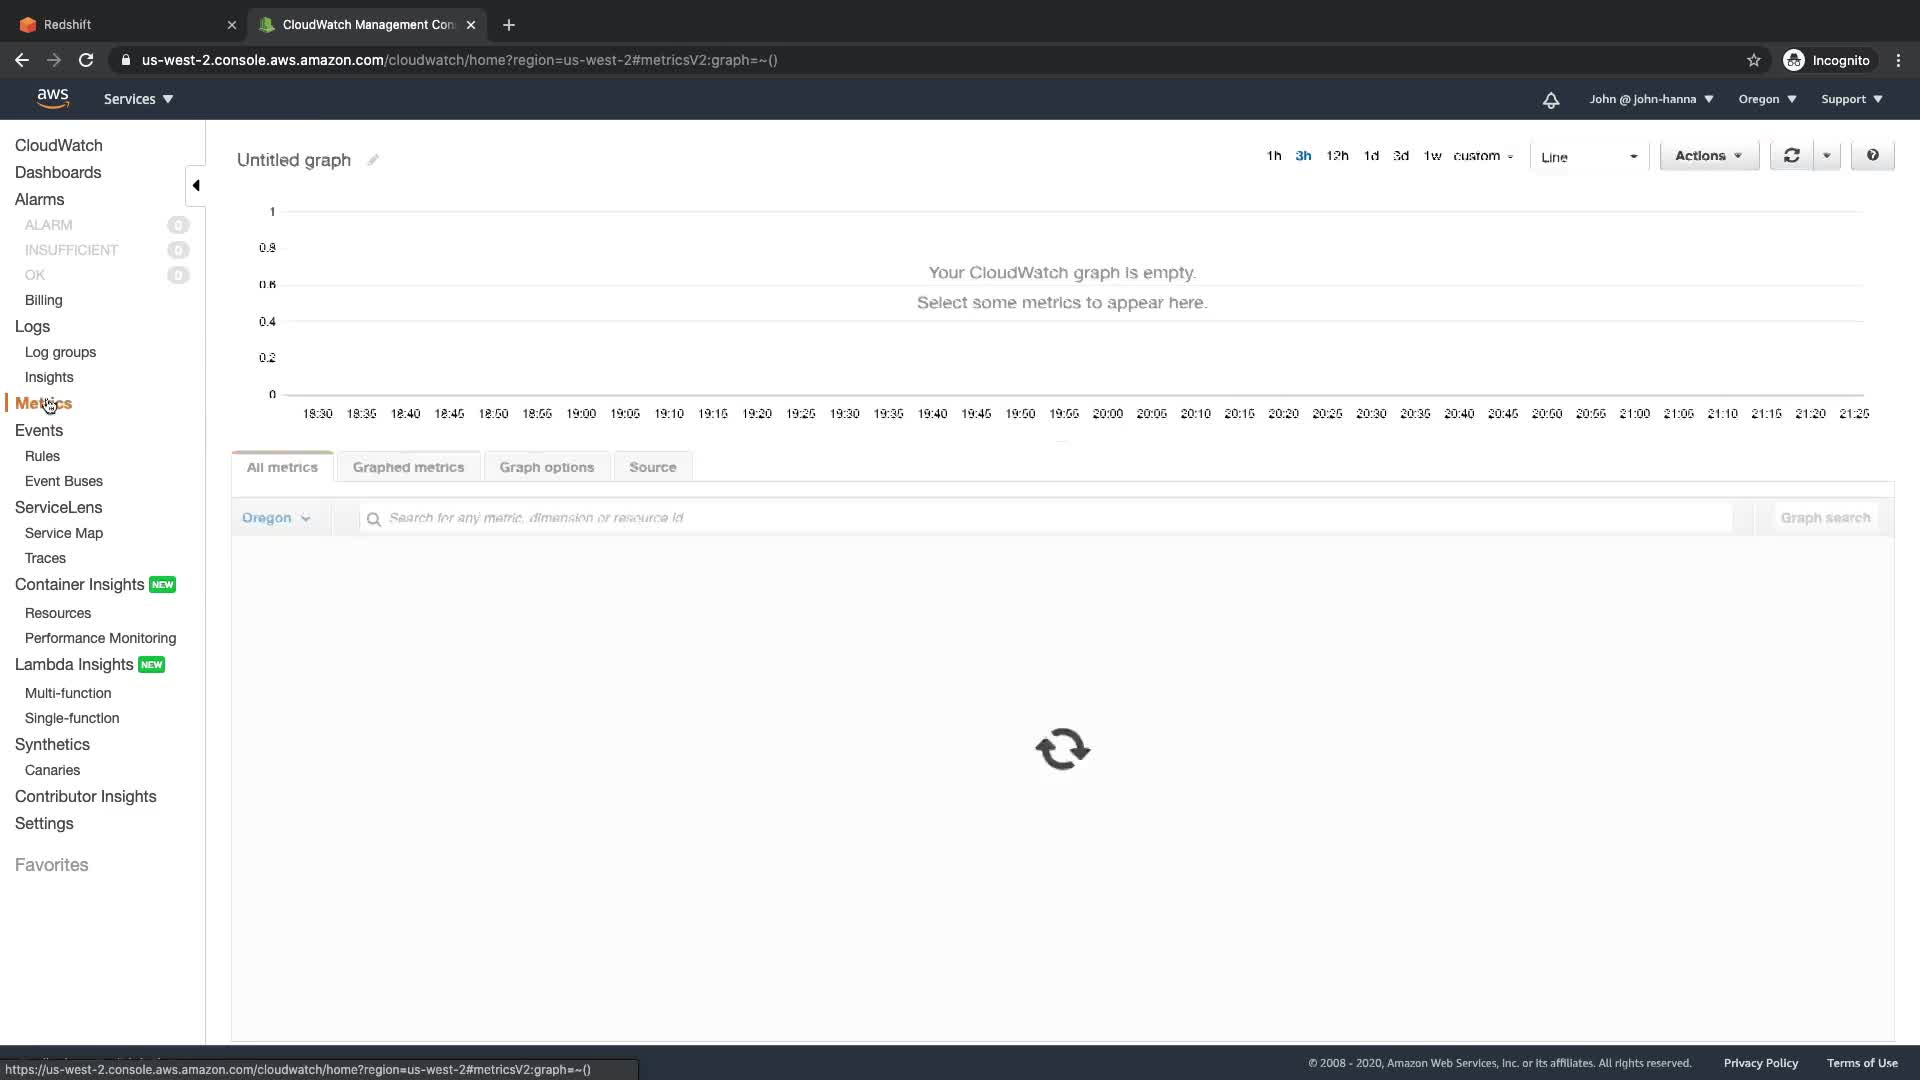 Redshift
CloudWatch Management Con
us-west-2.console.aws.amazon.com/cloudwatch/home?region=us-west-2#metricsV2:graph=~()
Incognito
aws
Services
John @ john-hanna
Oregon
Support
CloudWatch
Dashboards
Alarms
ALARM 0
INSUFFICIENT 0
OK 0
Billing
Logs
Log groups
Insights
Metrics
Events
Rules
Event Buses
ServiceLens
Service Map
Traces
Container Insights NEW
Resources
Performance Monitoring
Lambda Insights NEW
Multi-function
Single-function
Synthetics
Canaries
Contributor Insights
Settings
Favorites
Untitled graph
1h 3h 12h 1d 3d 1w custom
Line
Actions
1
0.8
0.6
0.4
0.2
0
Your CloudWatch graph is empty.
Select some metrics to appear here.
18:30 18:35 18:40 18:45 18:50 18:55 19:00 19:05 19:10 19:15 19:20 19:25 19:30 19:35 19:40 19:45 19:50 19:55 20:00 20:05 20:10 20:15 20:20 20:25 20:30 20:35 20:40 20:45 20:50 20:55 21:00 21:05 21:10 21:15 21:20 21:25
All metrics
Graphed metrics
Graph options
Source
Oregon
Search for any metric, dimension or resource id
Graph search
https://us-west-2.console.aws.amazon.com/cloudwatch/home?region=us-west-2#metricsV2:graph=~()
© 2008 - 2020, Amazon Web Services, Inc. or its affiliates. All rights reserved.
Privacy Policy
Terms of Use